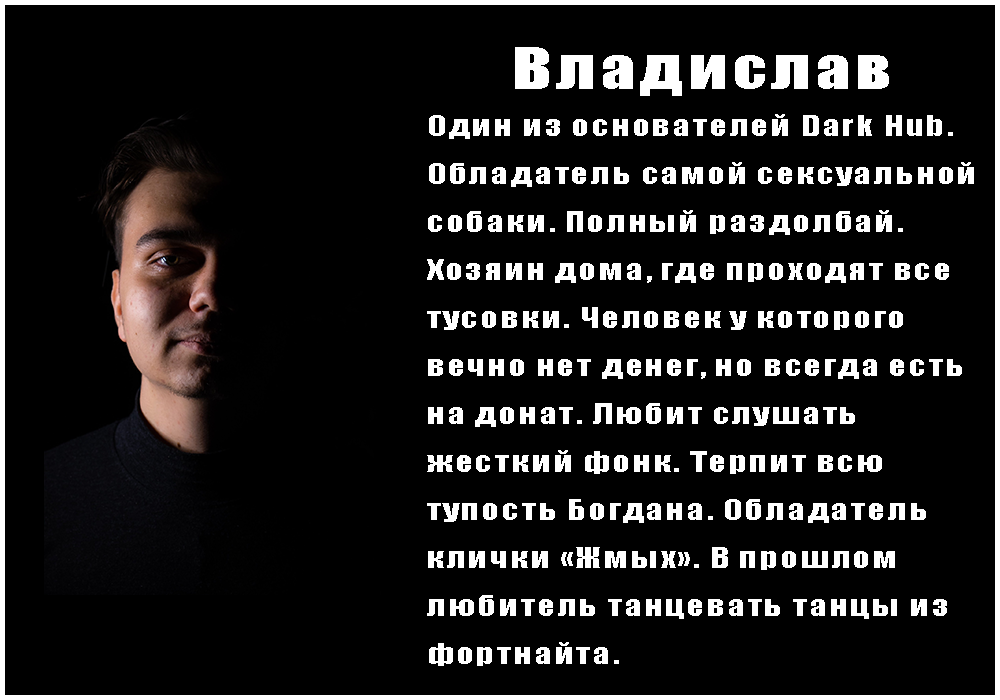 Владислав
Один из основателей Dark Hub.
Обладатель самой сексуальной
собаки. Полный раздолбай.
Хозяин дома, где проходят все
тусовки. Человек у которого
вечно нет денег, но всегда есть
на донат. Любит слушать
жесткий фонк. Терпит всю
тупость Богдана. Обладатель
клички «Жмых». В прошлом
любитель танцевать танцы из
фортнайта.